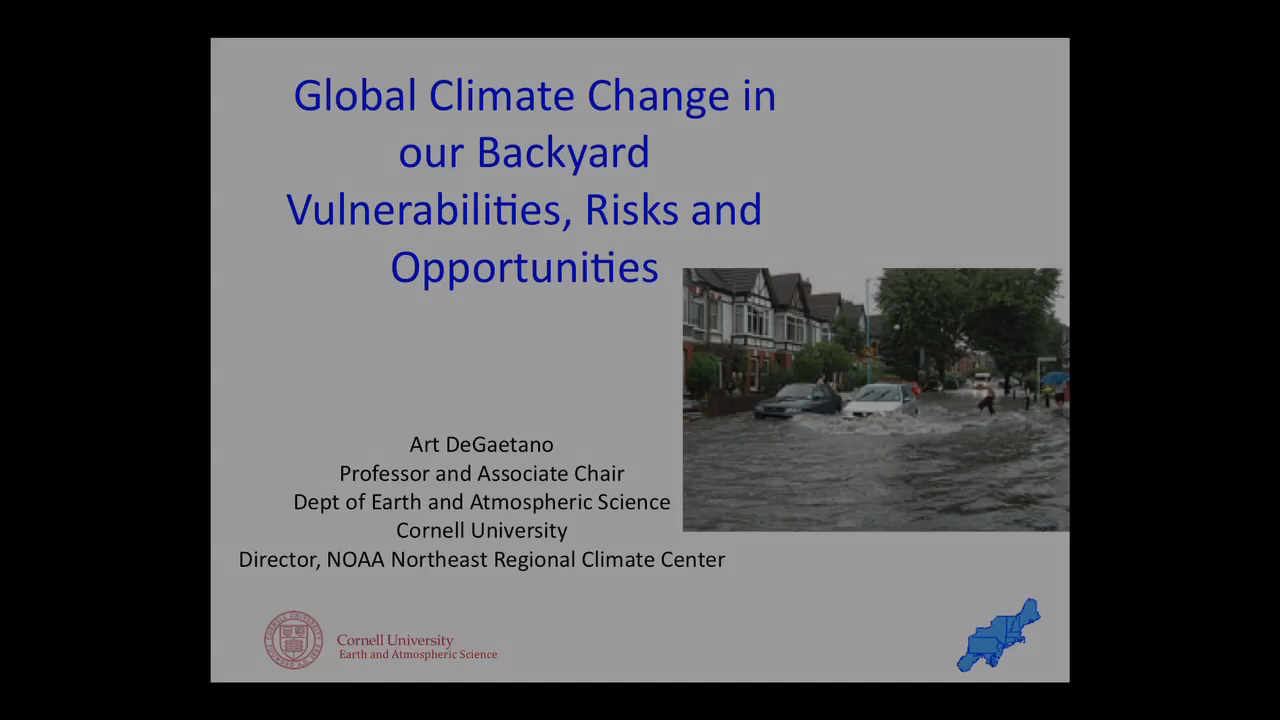 Global Climate Change in
our Backyard
Vulnerabilities, Risks and
Opportunities
Art DeGaetano
Professor and Associate Chair
Dept of Earth and Atmospheric Science
Cornell University
Director, NOAA Northeast Regional Climate Center
Cornell University
Earth and Atmospheric Science